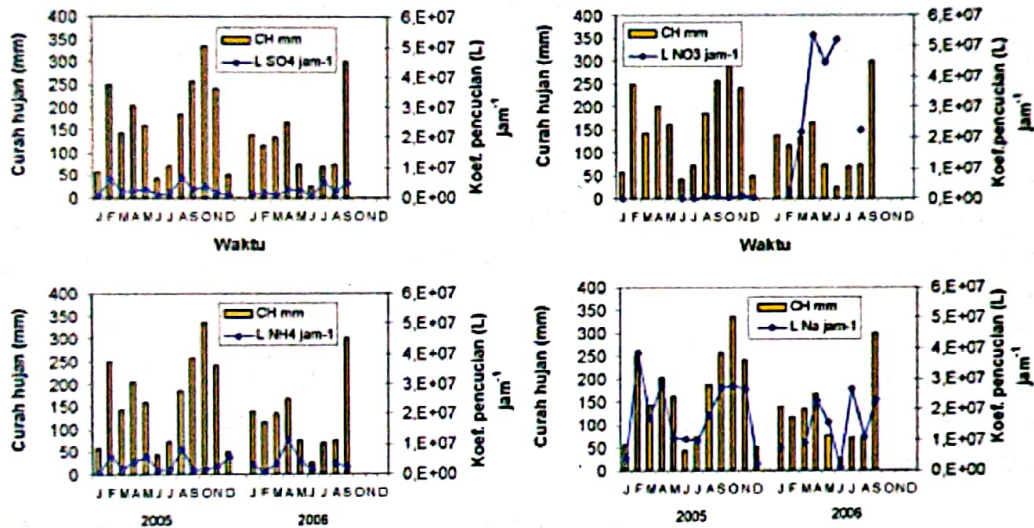 Curah hujan (mm)
400
350
300
250
200
150
100
50
0
CH mm
L SO4 jam-1
6,E+07
5,E+07
4,E+07
3,E+07
2,E+07
1,E+07
0,E+00
Koef.pencucian (L)
jam-1
J F M A M J J A S O N D J F M A M J J A S O N D
Waktu
Curah hujan (mm)
400
350
300
250
200
150
100
50
0
CH mm
L NO3 jam-1
6,E+07
5,E+07
4,E+07
3,E+07
2,E+07
1,E+07
0,E+00
Koef.pencucian (L)
jam-1
J F M A M J J A S O N D J F M A M J J A S O N D
Waktu
Curah hujan (mm)
400
350
300
250
200
150
100
50
0
CH mm
L NH4 jam-1
6,E+07
5,E+07
4,E+07
3,E+07
2,E+07
1,E+07
0,E+00
Koef. pencucian (L)
jam-1
J F M A M J J A S O N D J F M A M J J A S O N D
2005 2006
Curah hujan (mm)
400
350
300
250
200
150
100
50
0
CH mm
L Na jam-1
6,E+07
5,E+07
4,E+07
3,E+07
2,E+07
1,E+07
0,E+00
Koef. pencucian (L)
jam-1
J F M A M J J A S O N D J F M A M J J A S O N D
2005 2006